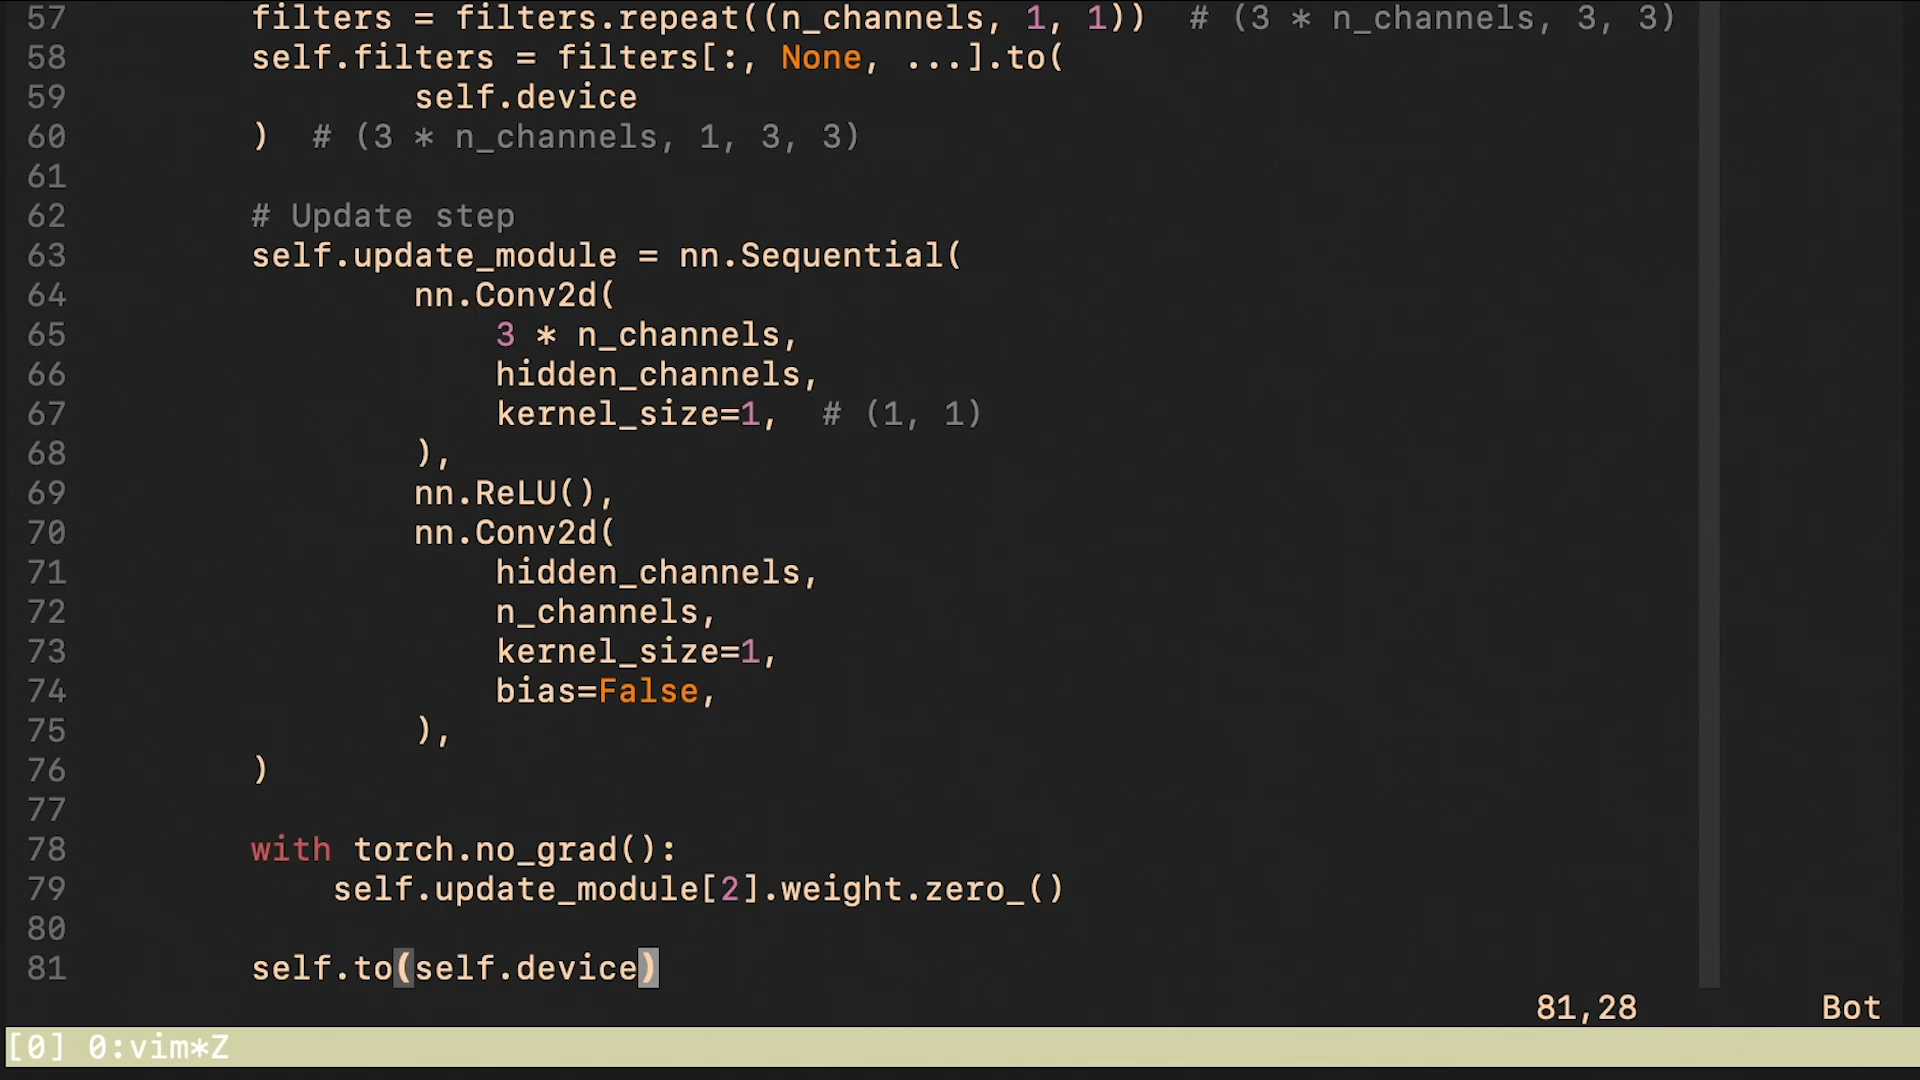 57 filters = filters.repeat((n_channels, 1, 1))  # (3 * n_channels, 3, 3)
58 self.filters = filters[:, None, ...].to(
59 self.device
60 )  # (3 * n_channels, 1, 3, 3)
61
62 # Update step
63 self.update_module = nn.Sequential(
64 nn.Conv2d(
65 3 * n_channels,
66 hidden_channels,
67 kernel_size=1,  # (1, 1)
68 ),
69 nn.ReLU(),
70 nn.Conv2d(
71 hidden_channels,
72 n_channels,
73 kernel_size=1,
74 bias=False,
75 ),
76 )
77
78 with torch.no_grad():
79 self.update_module[2].weight.zero_()
80
81 self.to(self.device)
81,28 Bot
[0] 0:vim*Z